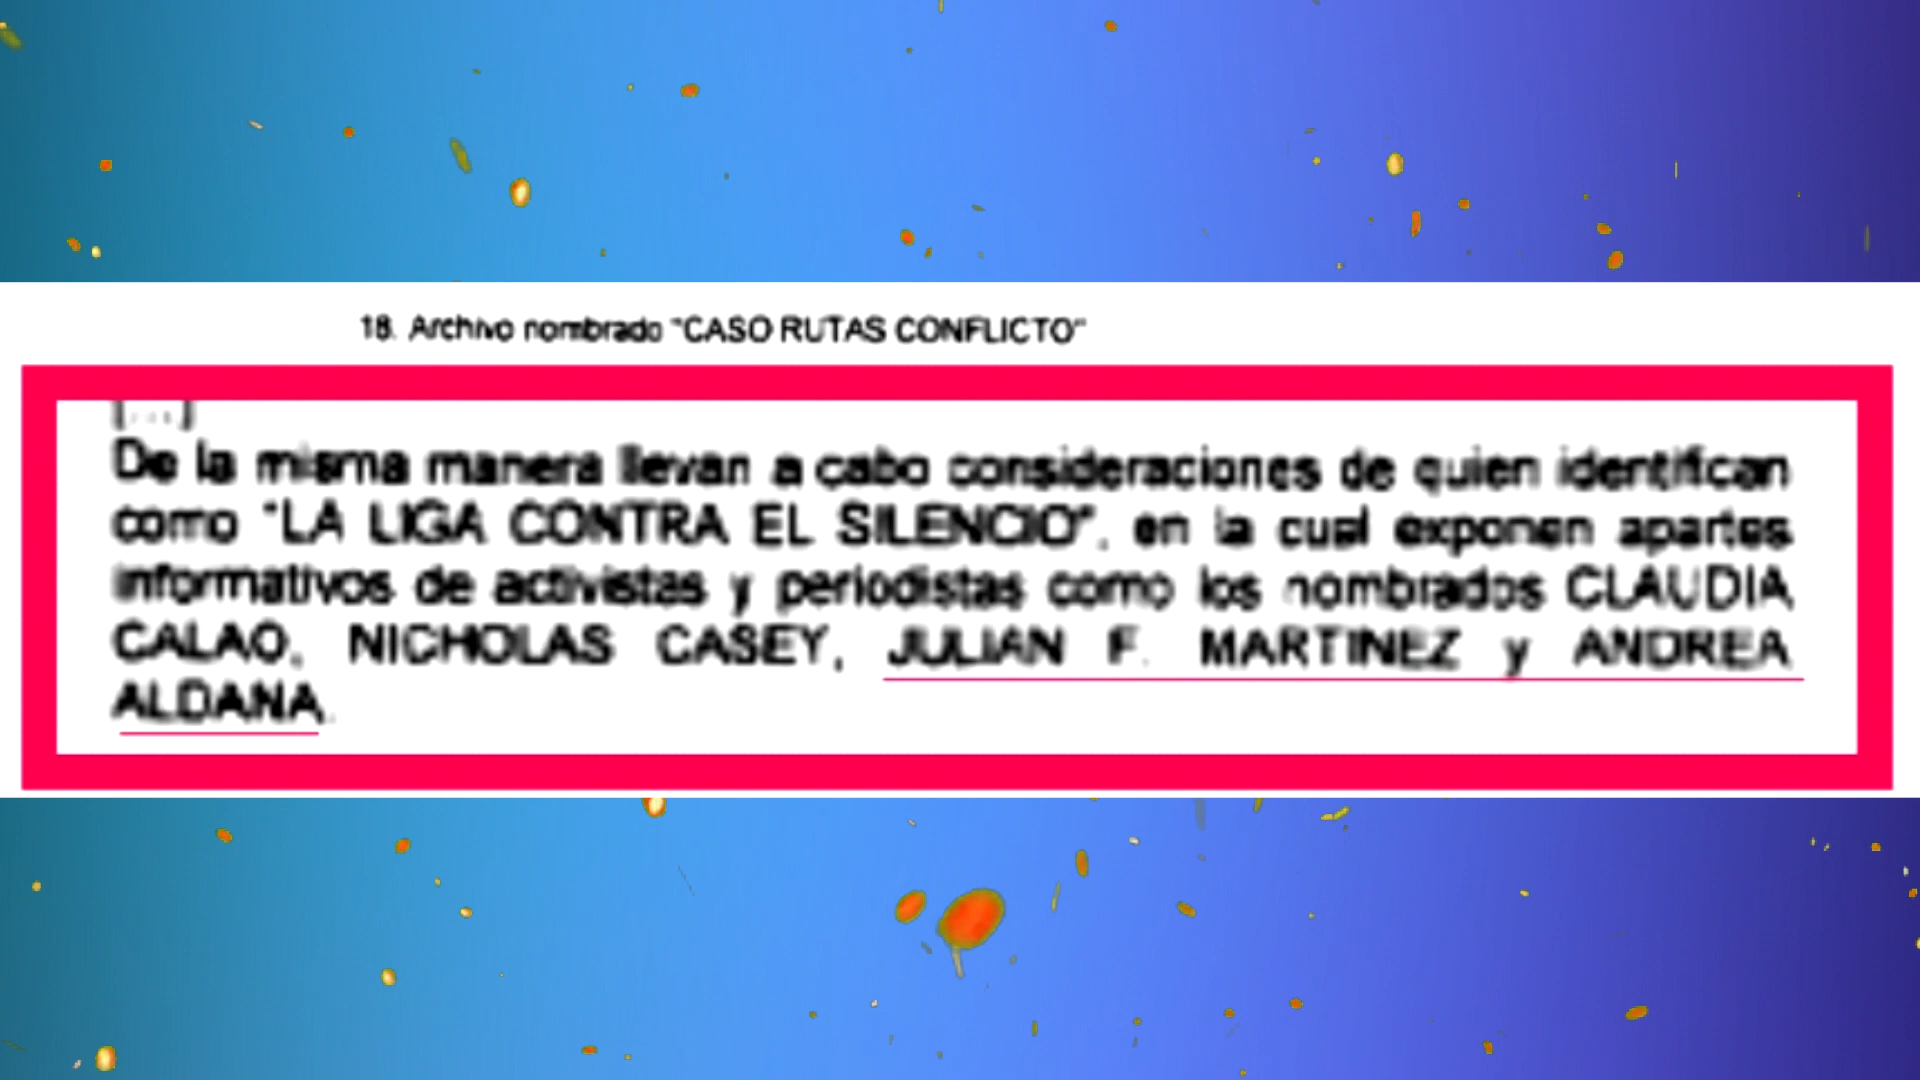 18. Archivo nombrado "CASO RUTAS CONFLICTO"
[...]
De la misma manera llevan a cabo consideraciones de quien identifican
como "LA LIGA CONTRA EL SILENCIO", en la cual exponen apartes
informativos de activistas y periodistas como los nombrados CLAUDIA
CALAO, NICHOLAS CASEY, JULIAN F. MARTINEZ y ANDREA
ALDANA.